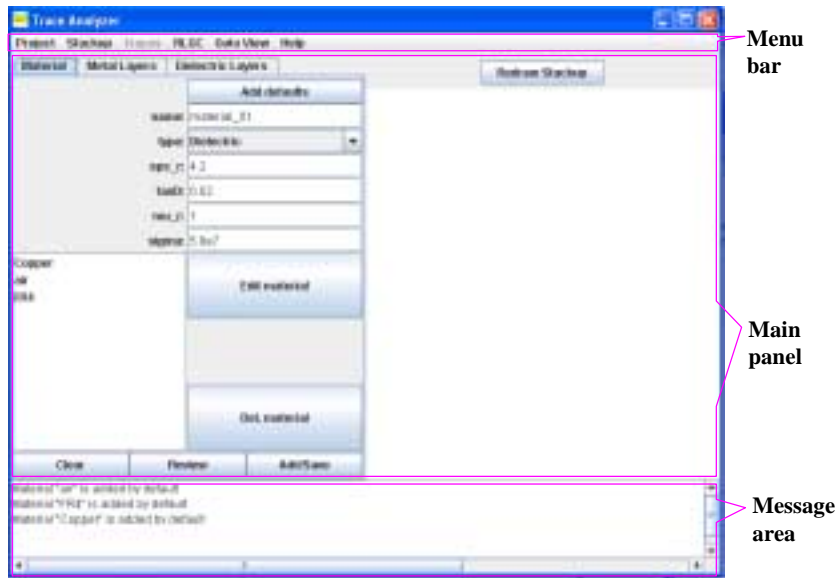 Trace Analyzer
Project Stackup RLGC Data View Help
Menu bar
Material Metal Layers Dielectric Layers
Redraw Stackup
Add defaults
name: material_01
type: Dielectric
eps_r: 4.2
tanD: 0.02
mu_r: 1
sigma: 5.8e7
Copper
air
FR4
Edit material
Main panel
Del. material
Clear Review Add/Save
Material "air" is added by default
Material "FR4" is added by default
Material "Copper" is added by default
Message area